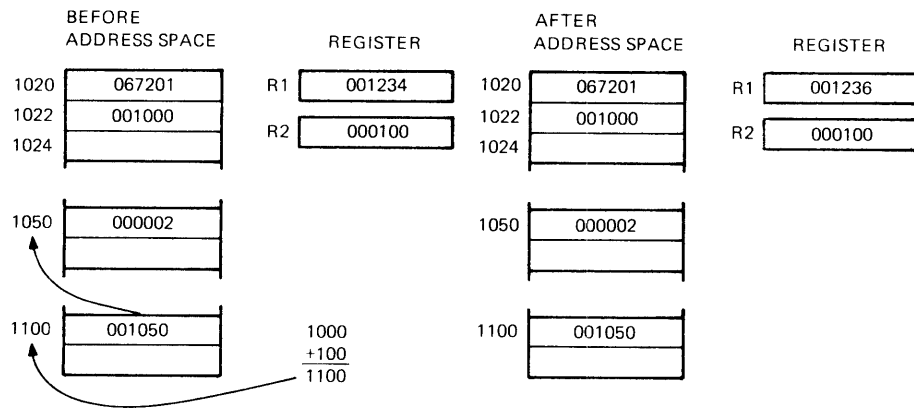 BEFORE
ADDRESS SPACE
REGISTER
1020 067201
1022 001000
1024
R1 001234
R2 000100
1050 000002
1100 001050
1000
+100
1100
AFTER
ADDRESS SPACE
REGISTER
1020 067201
1022 001000
1024
R1 001236
R2 000100
1050 000002
1100 001050